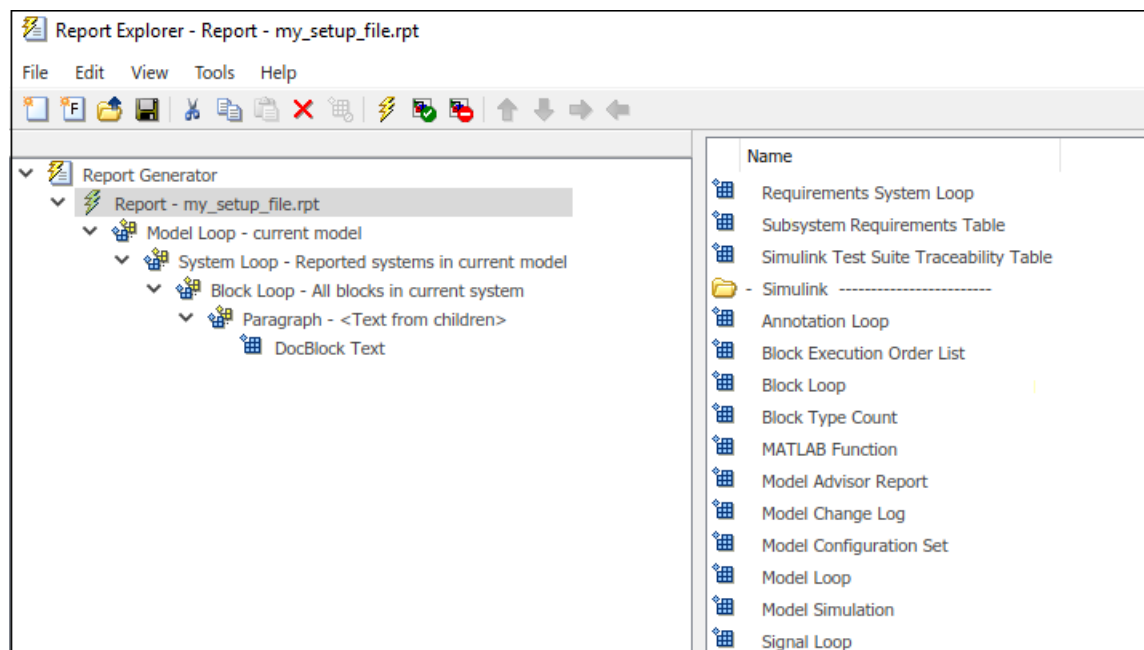 Report Explorer - Report - my_setup_file.rpt
File Edit View Tools Help
F
Report Generator
Report - my_setup_file.rpt
Model Loop - current model
System Loop - Reported systems in current model
Block Loop - All blocks in current system
Paragraph - <Text from children>
DocBlock Text
Name
Requirements System Loop
Subsystem Requirements Table
Simulink Test Suite Traceability Table
- Simulink ------------------------
Annotation Loop
Block Execution Order List
Block Loop
Block Type Count
MATLAB Function
Model Advisor Report
Model Change Log
Model Configuration Set
Model Loop
Model Simulation
Signal Loop